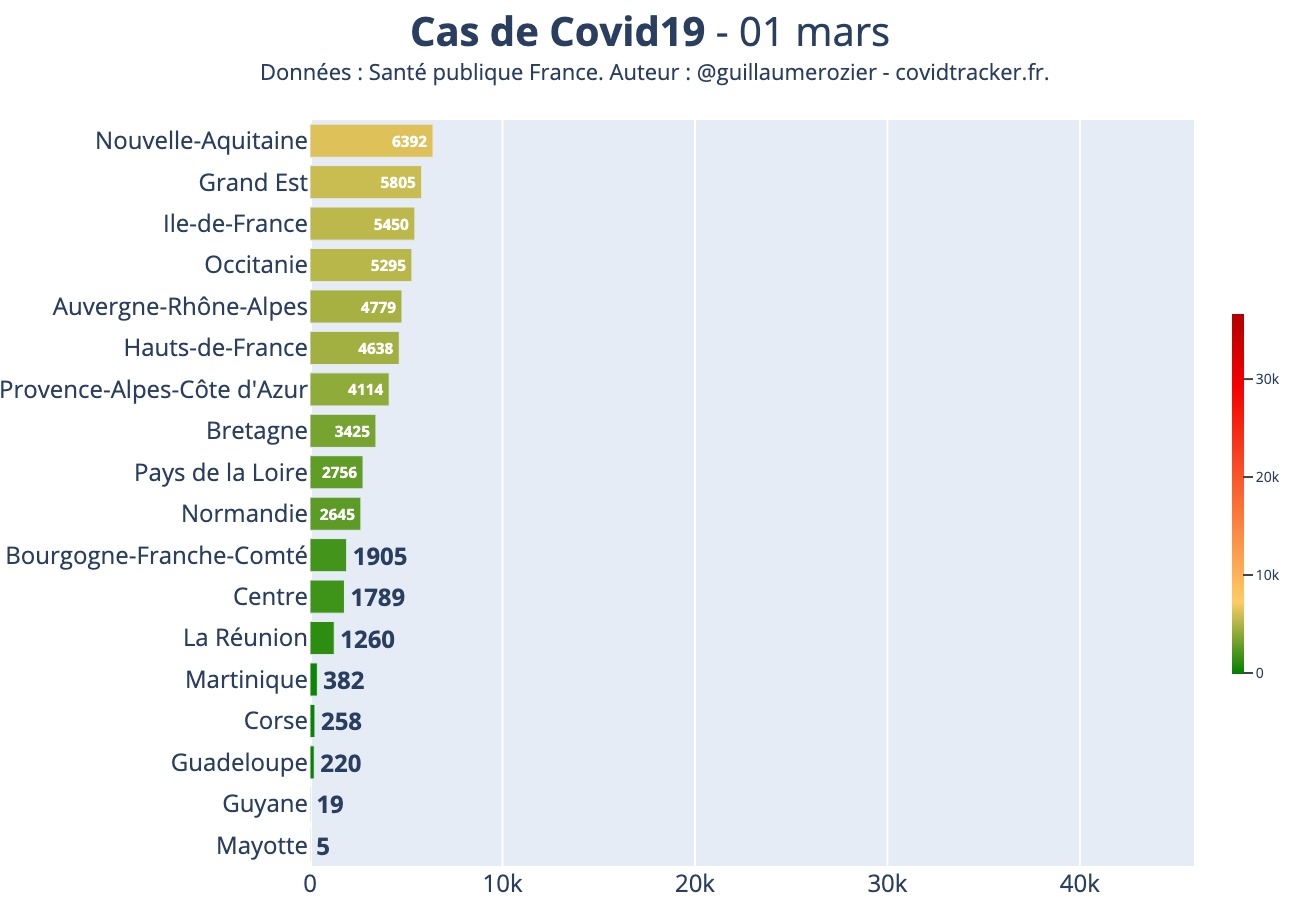 Cas de Covid19 - 01 mars
Données : Santé publique France. Auteur : @guillaumerozier - covidtracker.fr.
Nouvelle-Aquitaine 6392
Grand Est 5805
Ile-de-France 5450
Occitanie 5295
Auvergne-Rhône-Alpes 4779
Hauts-de-France 4638
Provence-Alpes-Côte d'Azur 4114
Bretagne 3425
Pays de la Loire 2756
Normandie 2645
Bourgogne-Franche-Comté 1905
Centre 1789
La Réunion 1260
Martinique 382
Corse 258
Guadeloupe 220
Guyane 19
Mayotte 5
0 10k 20k 30k 40k
30k
20k
10k
0